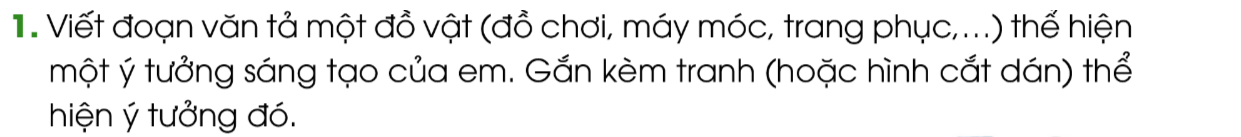 1. Viết đoạn văn tả một đồ vật (đồ chơi, máy móc, trang phục,...) thể hiện
một ý tưởng sáng tạo của em. Gắn kèm tranh (hoặc hình cắt dán) thể
hiện ý tưởng đó.